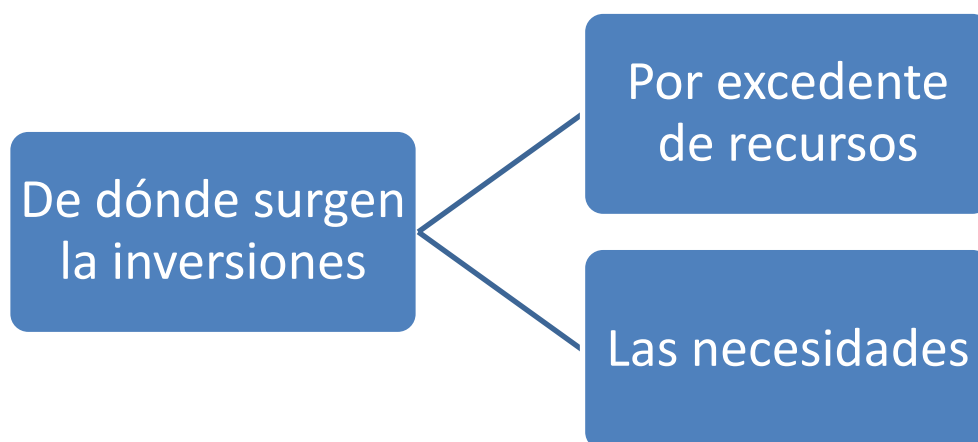 De dónde surgen
la inversiones
Por excedente
de recursos
Las necesidades